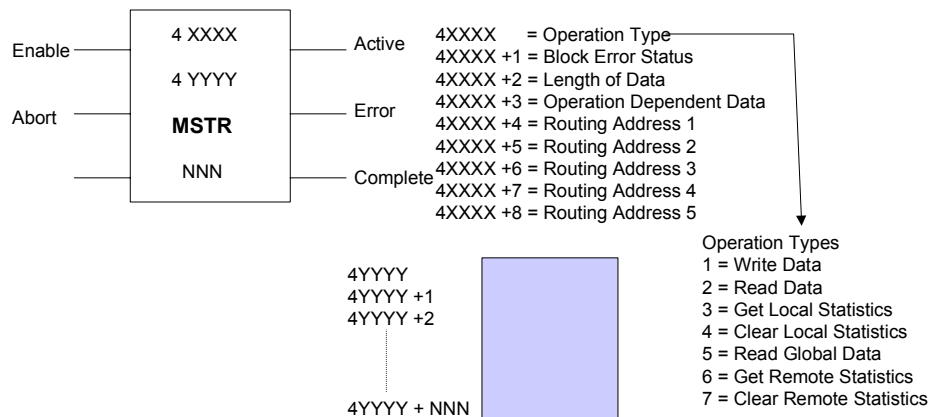 4 XXXX
4 YYYY
MSTR
NNN
Enable
Abort
Active
Error
Complete
4XXXX = Operation Type
4XXXX +1 = Block Error Status
4XXXX +2 = Length of Data
4XXXX +3 = Operation Dependent Data
4XXXX +4 = Routing Address 1
4XXXX +5 = Routing Address 2
4XXXX +6 = Routing Address 3
4XXXX +7 = Routing Address 4
4XXXX +8 = Routing Address 5
Operation Types
1 = Write Data
2 = Read Data
3 = Get Local Statistics
4 = Clear Local Statistics
5 = Read Global Data
6 = Get Remote Statistics
7 = Clear Remote Statistics
4YYYY
4YYYY +1
4YYYY +2
4YYYY + NNN